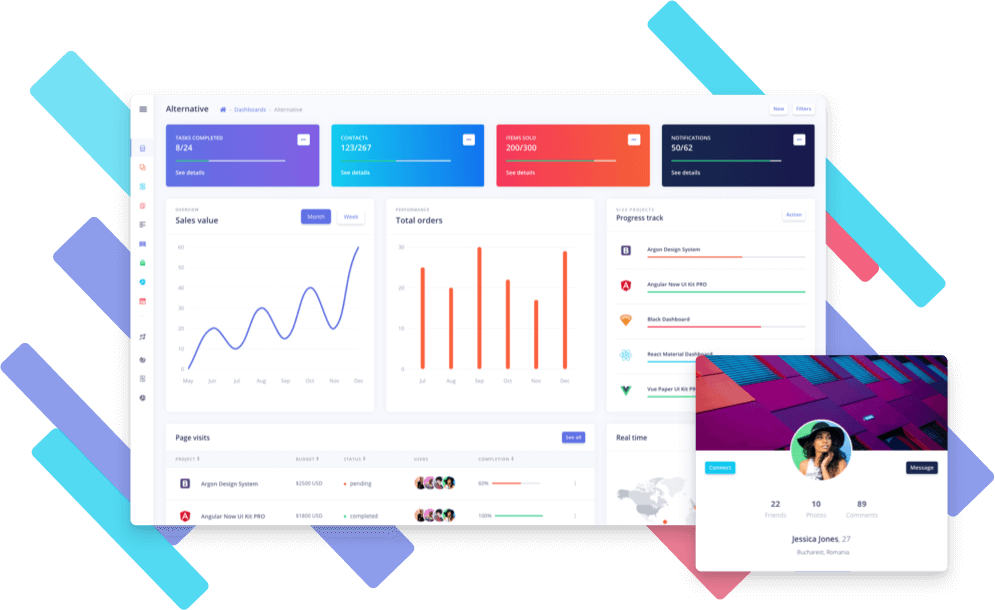 Alternative
Dashboards - Alternative
New
Filters
TASKS COMPLETED
8/24
See details
CONTACTS
123/267
See details
ITEMS SOLD
200/300
See details
NOTIFICATIONS
50/62
See details
OVERVIEW
Sales value
Month
Week
60
50
40
30
20
10
0
May Jun Jul Aug Sep Oct Nov Dec
PERFORMANCE
Total orders
30
20
10
0
Jul Aug Sep Oct Nov Dec
PROJECTS
Progress track
Action
Argon Design System
Angular Now UI Kit PRO
Black Dashboard
React Material Dashboard
Vue Paper UI Kit PR
Page visits
See all
PROJECT BUDGET STATUS USERS COMPLETION
Argon Design System $2500 USD pending 60%
Angular Now UI Kit PRO $1800 USD completed 100%
Real time
Connect
Message
22 10 89
Friends Photos Comments
Jessica Jones, 27
Bucharest, Romania